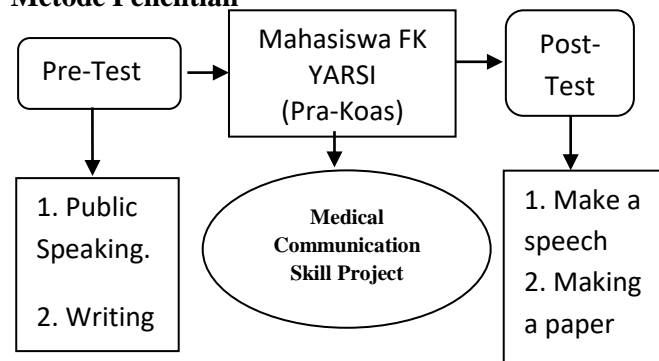 Metode Penelitian
Pre-Test
Mahasiswa FK
YARSI
(Pra-Koas)
Post-
Test
1. Public
Speaking.
2. Writing
Medical
Communication
Skill Project
1. Make a
speech
2. Making
a paper